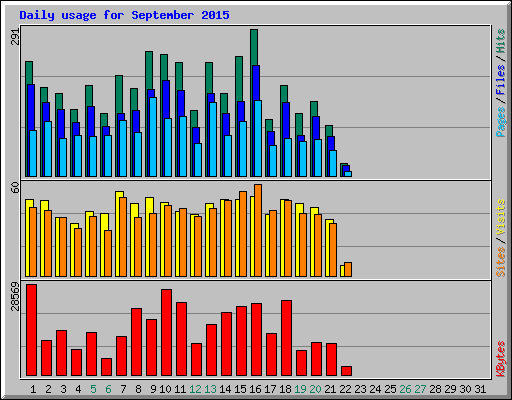 Daily usage for September 2015
291
Pages / Files / Hits
60
Sites / Visits
28569
KBytes
1 2 3 4 5 6 7 8 9 10 11 12 13 14 15 16 17 18 19 20 21 22 23 24 25 26 27 28 29 30 31